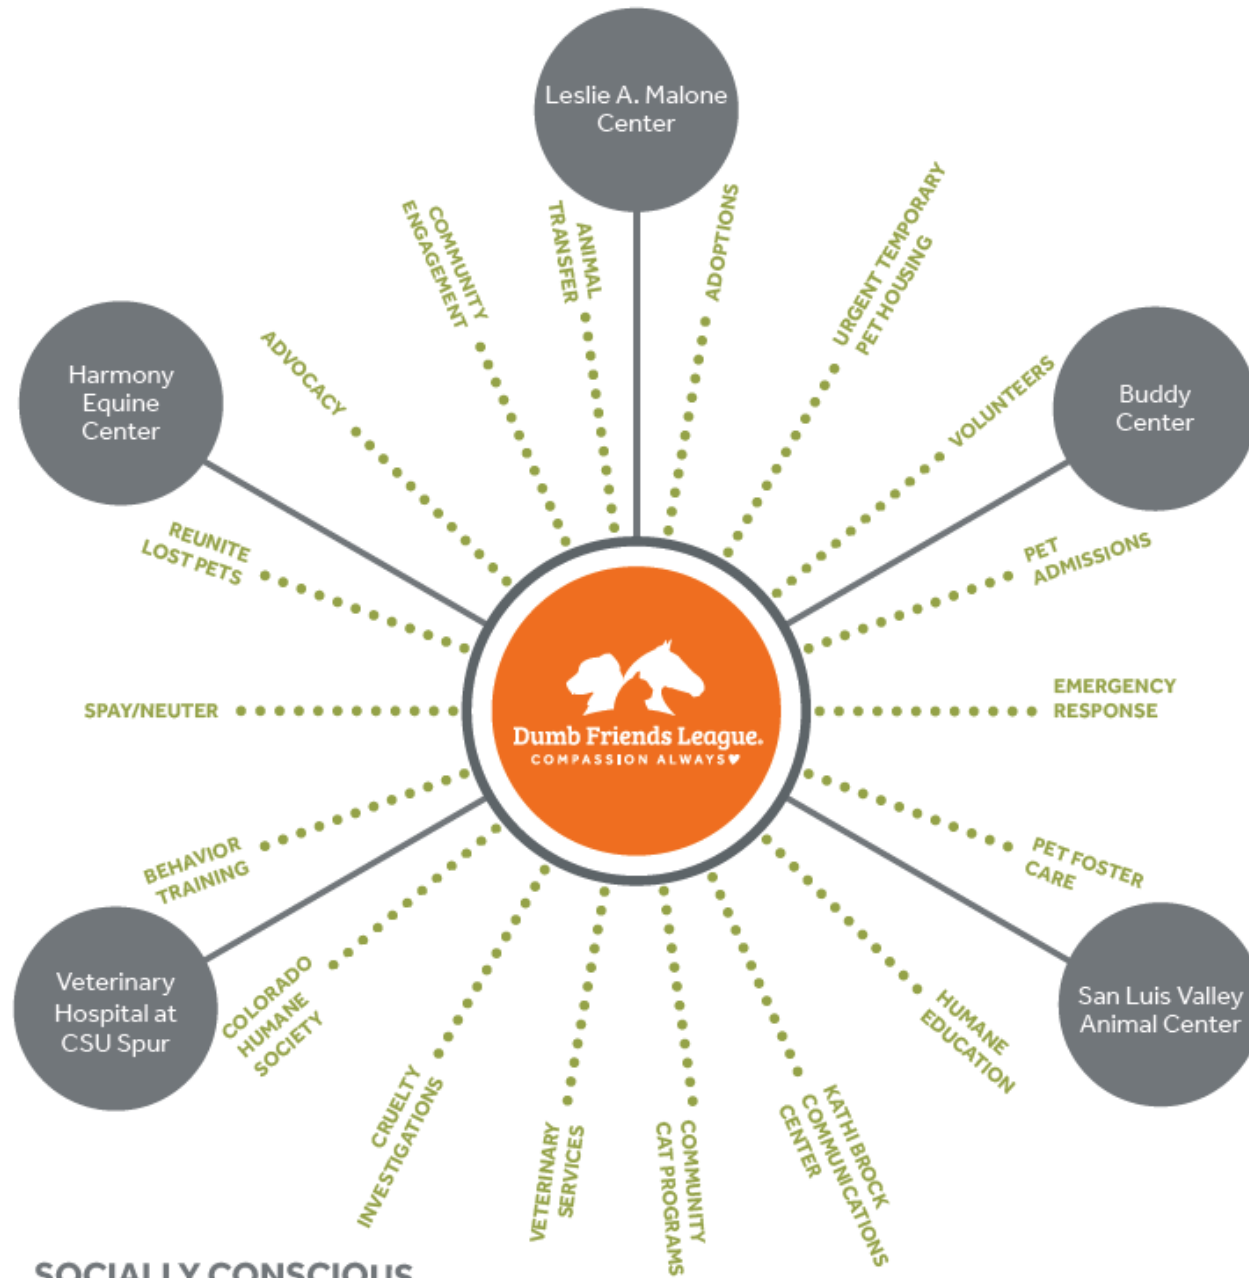 Leslie A. Malone
Center
COMMUNITY
ENGAGEMENT
ANIMAL
TRANSFER
ADOPTIONS
URGENT TEMPORARY
PET HOUSING
ADVOCACY
VOLUNTEERS
Harmony
Equine
Center
Buddy
Center
REUNITE
LOST PETS
PET
ADMISSIONS
SPAY/NEUTER
EMERGENCY
RESPONSE
Dumb Friends League.
COMPASSION ALWAYS
BEHAVIOR
TRAINING
PET FOSTER
CARE
Veterinary
Hospital at
CSU Spur
COLORADO
HUMANE
SOCIETY
HUMANE
EDUCATION
San Luis Valley
Animal Center
CRUELTY
INVESTIGATIONS
VETERINARY
SERVICES
COMMUNITY
CAT PROGRAMS
KATHI BROCK
COMMUNICATIONS
CENTER
SOCIALLY CONSCIOUS